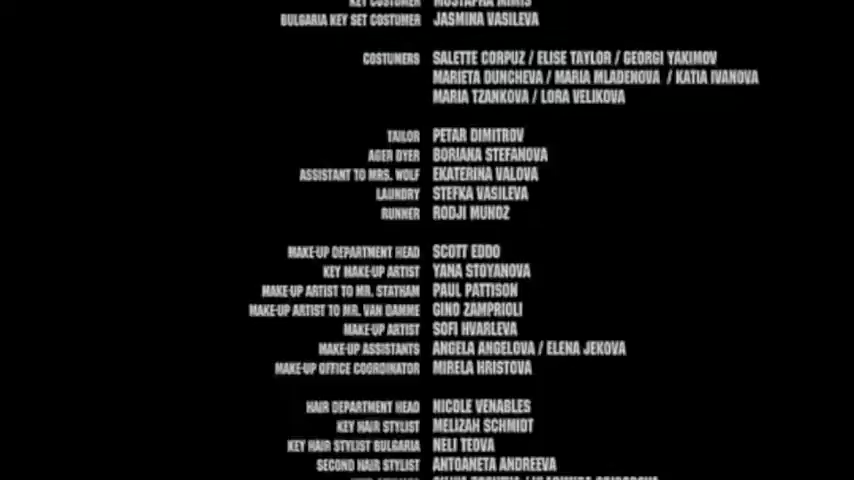 KEY COSTUMER MUSTAPHA MIMIS
BULGARIA KEY SET COSTUMER JASMINA VASILEVA
COSTUMERS SALETTE CORPUZ / ELISE TAYLOR / GEORGI YAKIMOV
MARIETA DUNCHEVA / MARIA MLADENOVA / KATIA IVANOVA
MARIA TZANKOVA / LORA VELIKOVA
TAILOR PETAR DIMITROV
AGER DYER BORIANA STEFANOVA
ASSISTANT TO MRS. WOLF EKATERINA VALOVA
LAUNDRY STEFKA VASILEVA
RUNNER RODJI MUNOZ
MAKE-UP DEPARTMENT HEAD SCOTT EDDO
KEY MAKE-UP ARTIST YANA STOYANOVA
MAKE-UP ARTIST TO MR. STATHAM PAUL PATTISON
MAKE-UP ARTIST TO MR. VAN DAMME GINO ZAMPRIOLI
MAKE-UP ARTIST SOFI HVARLEVA
MAKE-UP ASSISTANTS ANGELA ANGELOVA / ELENA JEKOVA
MAKE-UP OFFICE COORDINATOR MIRELA HRISTOVA
HAIR DEPARTMENT HEAD NICOLE VENABLES
KEY HAIR STYLIST MELIZAH SCHMIDT
KEY HAIR STYLIST BULGARIA NELI TEOVA
SECOND HAIR STYLIST ANTOANETA ANDREEVA